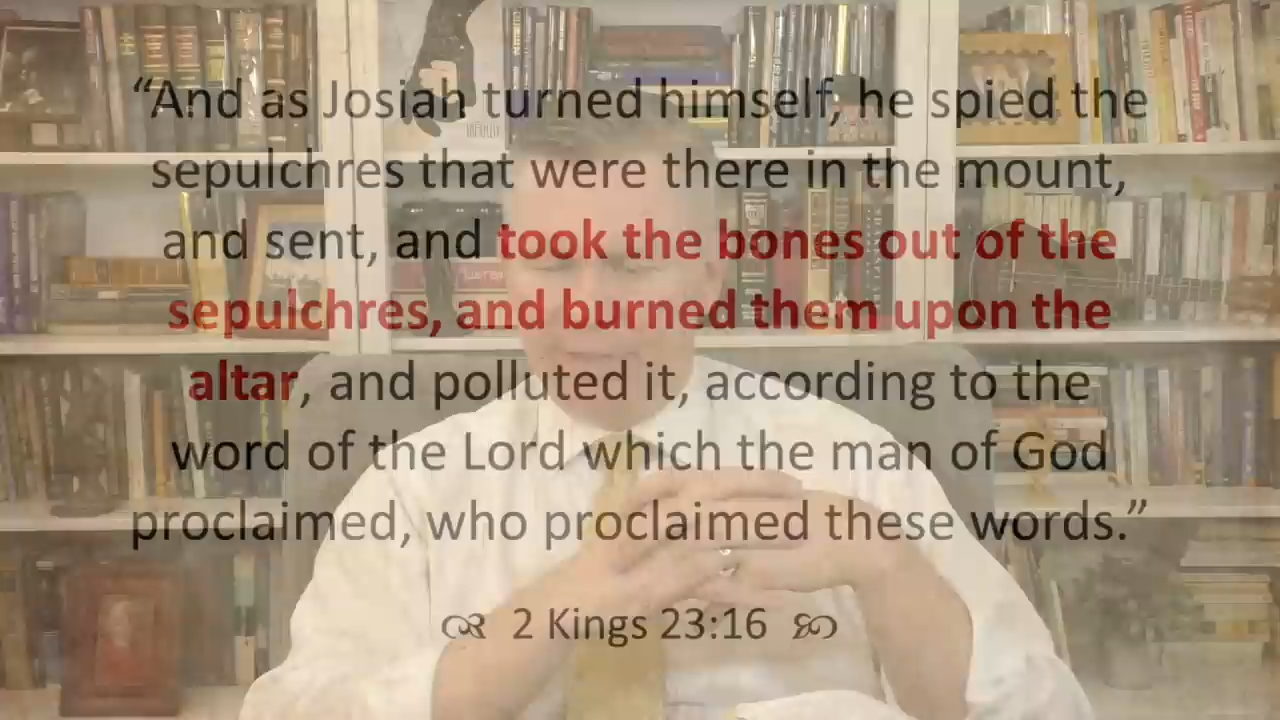 “And as Josiah turned himself, he spied the
sepulchres that were there in the mount,
and sent, and took the bones out of the
sepulchres, and burned them upon the
altar, and polluted it, according to the
word of the Lord which the man of God
proclaimed, who proclaimed these words.”
2 Kings 23:16